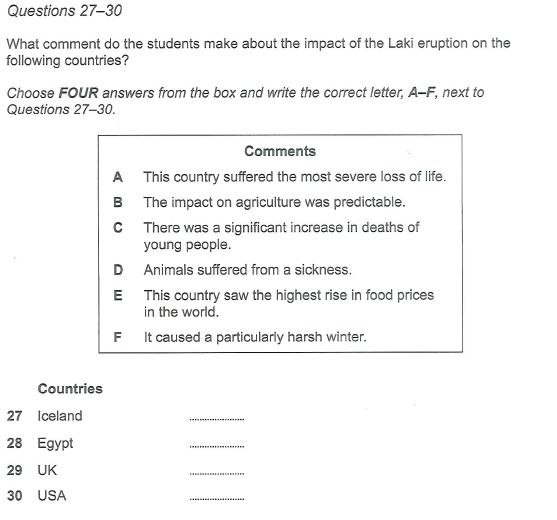 Questions 27–30
What comment do the students make about the impact of the Laki eruption on the
following countries?
Choose FOUR answers from the box and write the correct letter, A–F, next to
Questions 27–30.
Comments
A This country suffered the most severe loss of life.
B The impact on agriculture was predictable.
C There was a significant increase in deaths of
young people.
D Animals suffered from a sickness.
E This country saw the highest rise in food prices
in the world.
F It caused a particularly harsh winter.
Countries
27 Iceland ......................
28 Egypt ......................
29 UK ......................
30 USA ......................